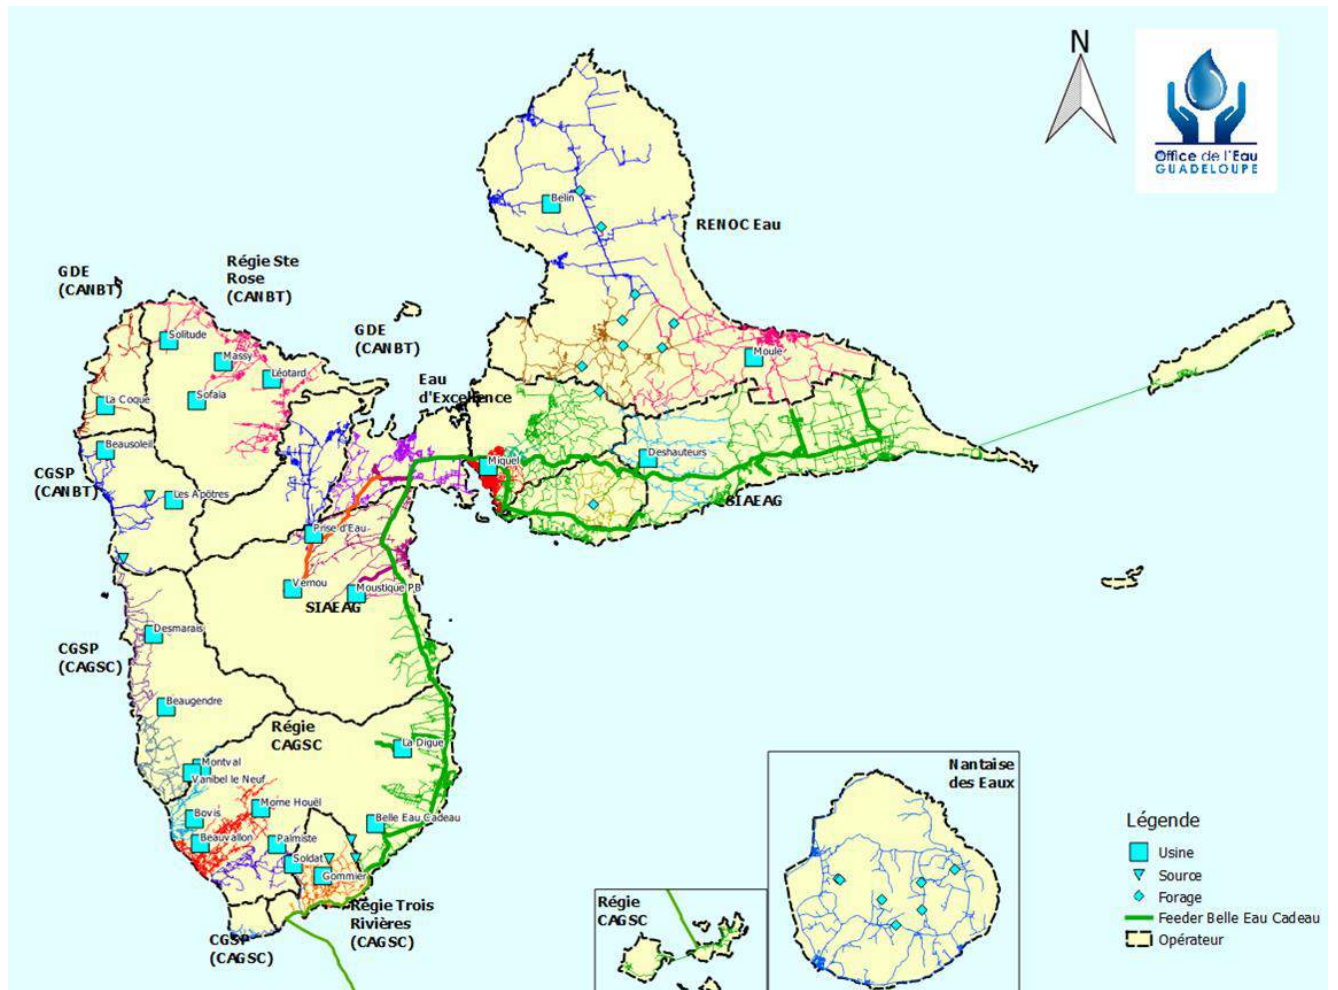 N
Office de l'Eau
GUADELOUPE
RENOC Eau
Belin
GDE
(CANBT)
Régie Ste
Rose
(CANBT)
GDE
(CANBT)
Eau
d'Excellence
Solitude
Massy
Léotard
Sofaïa
La Coque
Moule
Beausoleil
CGSP
(CANBT)
Les Apôtres
Miquel
Deshauteurs
SIAEAG
Prise d'Eau
Vernou
Moustique PB
SIAEAG
Desmarais
CGSP
(CAGSC)
Beaugendre
Régie
CAGSC
La Digue
Montval
Vanibel le Neuf
Morne Houël
Bovis
Belle Eau Cadeau
Beauvallon
Palmiste
Soldat
Gommier
Régie Trois
Rivières
(CAGSC)
CGSP
(CAGSC)
Régie
CAGSC
Nantaise
des Eaux
Légende
Usine
Source
Forage
Feeder Belle Eau Cadeau
Opérateur